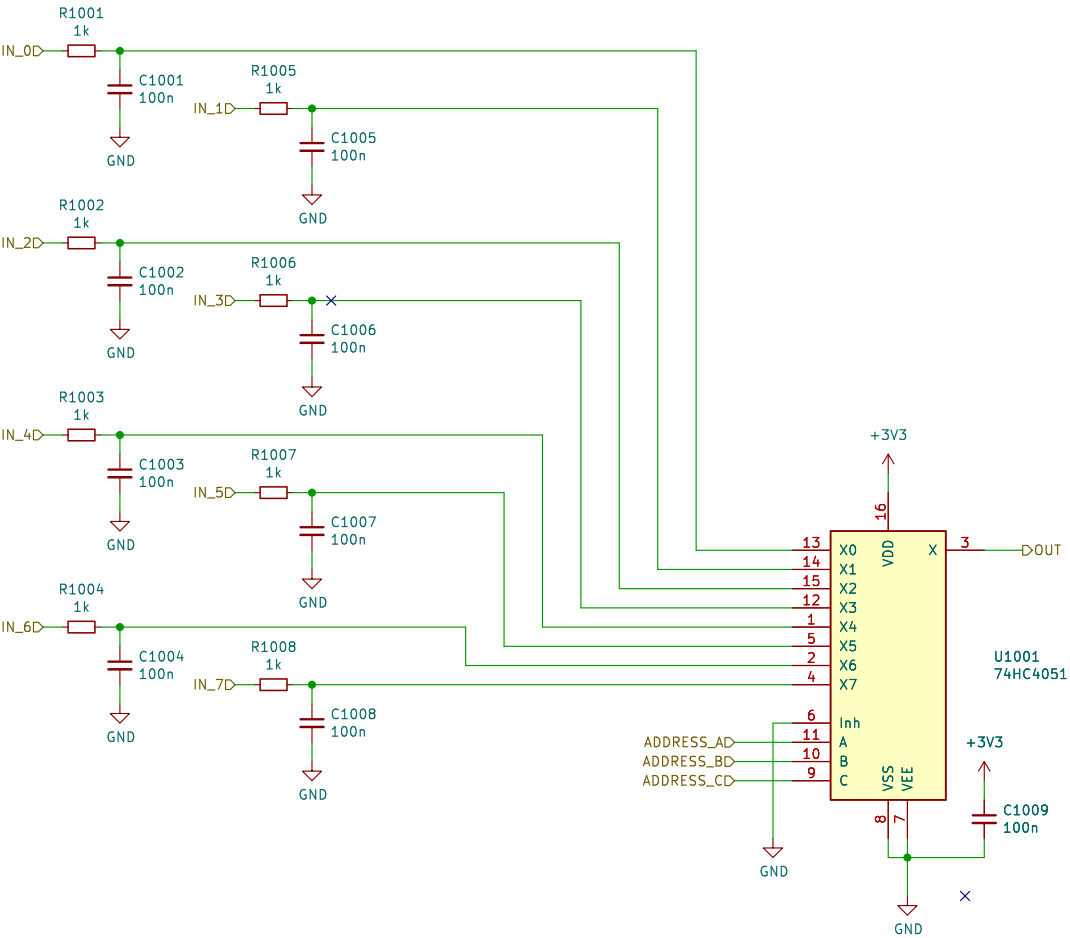 R1001
1k
IN_0
C1001
100n
GND
R1005
1k
IN_1
C1005
100n
GND
R1002
1k
IN_2
C1002
100n
GND
R1006
1k
IN_3
C1006
100n
GND
R1003
1k
IN_4
C1003
100n
GND
R1007
1k
IN_5
C1007
100n
GND
R1004
1k
IN_6
C1004
100n
GND
R1008
1k
IN_7
C1008
100n
GND
+3V3
16
VDD
13 X0
14 X1
15 X2
12 X3
1 X4
5 X5
2 X6
4 X7
6 Inh
ADDRESS_A 11 A
ADDRESS_B 10 B
ADDRESS_C 9 C
X 3 OUT
U1001
74HC4051
VSS
VEE
8
7
GND
+3V3
C1009
100n
GND